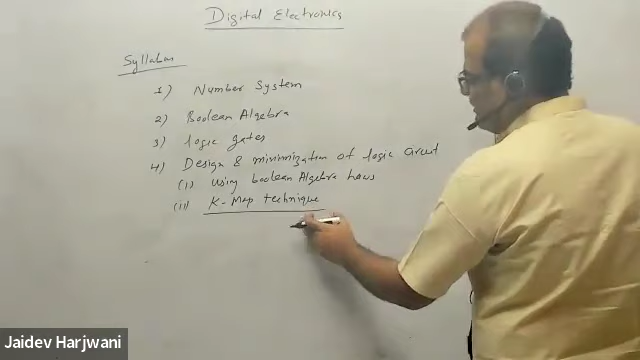 Digital Electronics
Syllabus
1) Number System
2) Boolean Algebra
3) logic gates
4) Design & minimization of logic circuit
(i) using boolean Algebra Laws
(ii) K-Map technique
Jaidev Harjwani